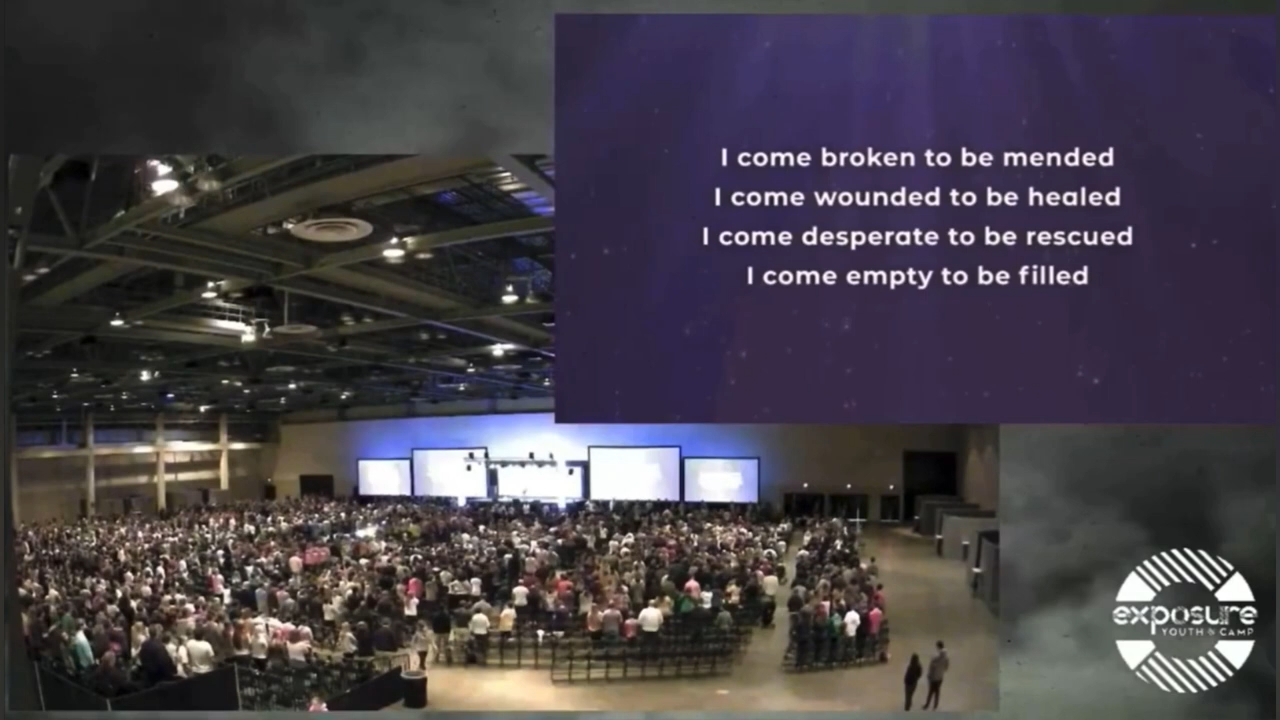 I come broken to be mended
I come wounded to be healed
I come desperate to be rescued
I come empty to be filled
exposure
YOUTH CAMP